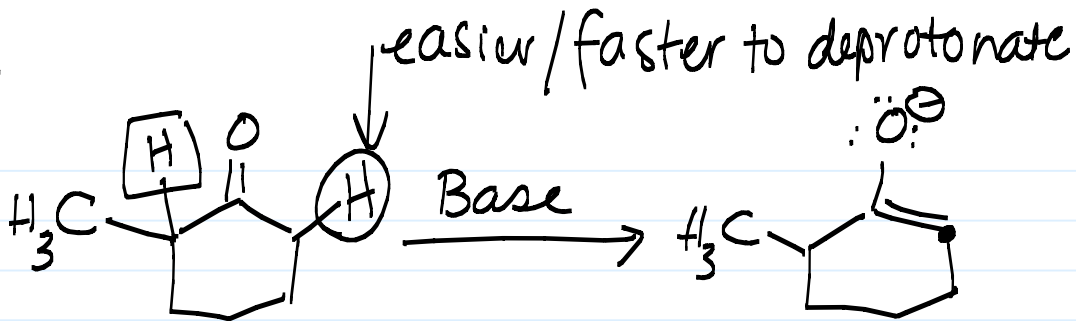 easier/faster to deprotonate
H O H Base H₃C
:Ö:⊖ H₃C